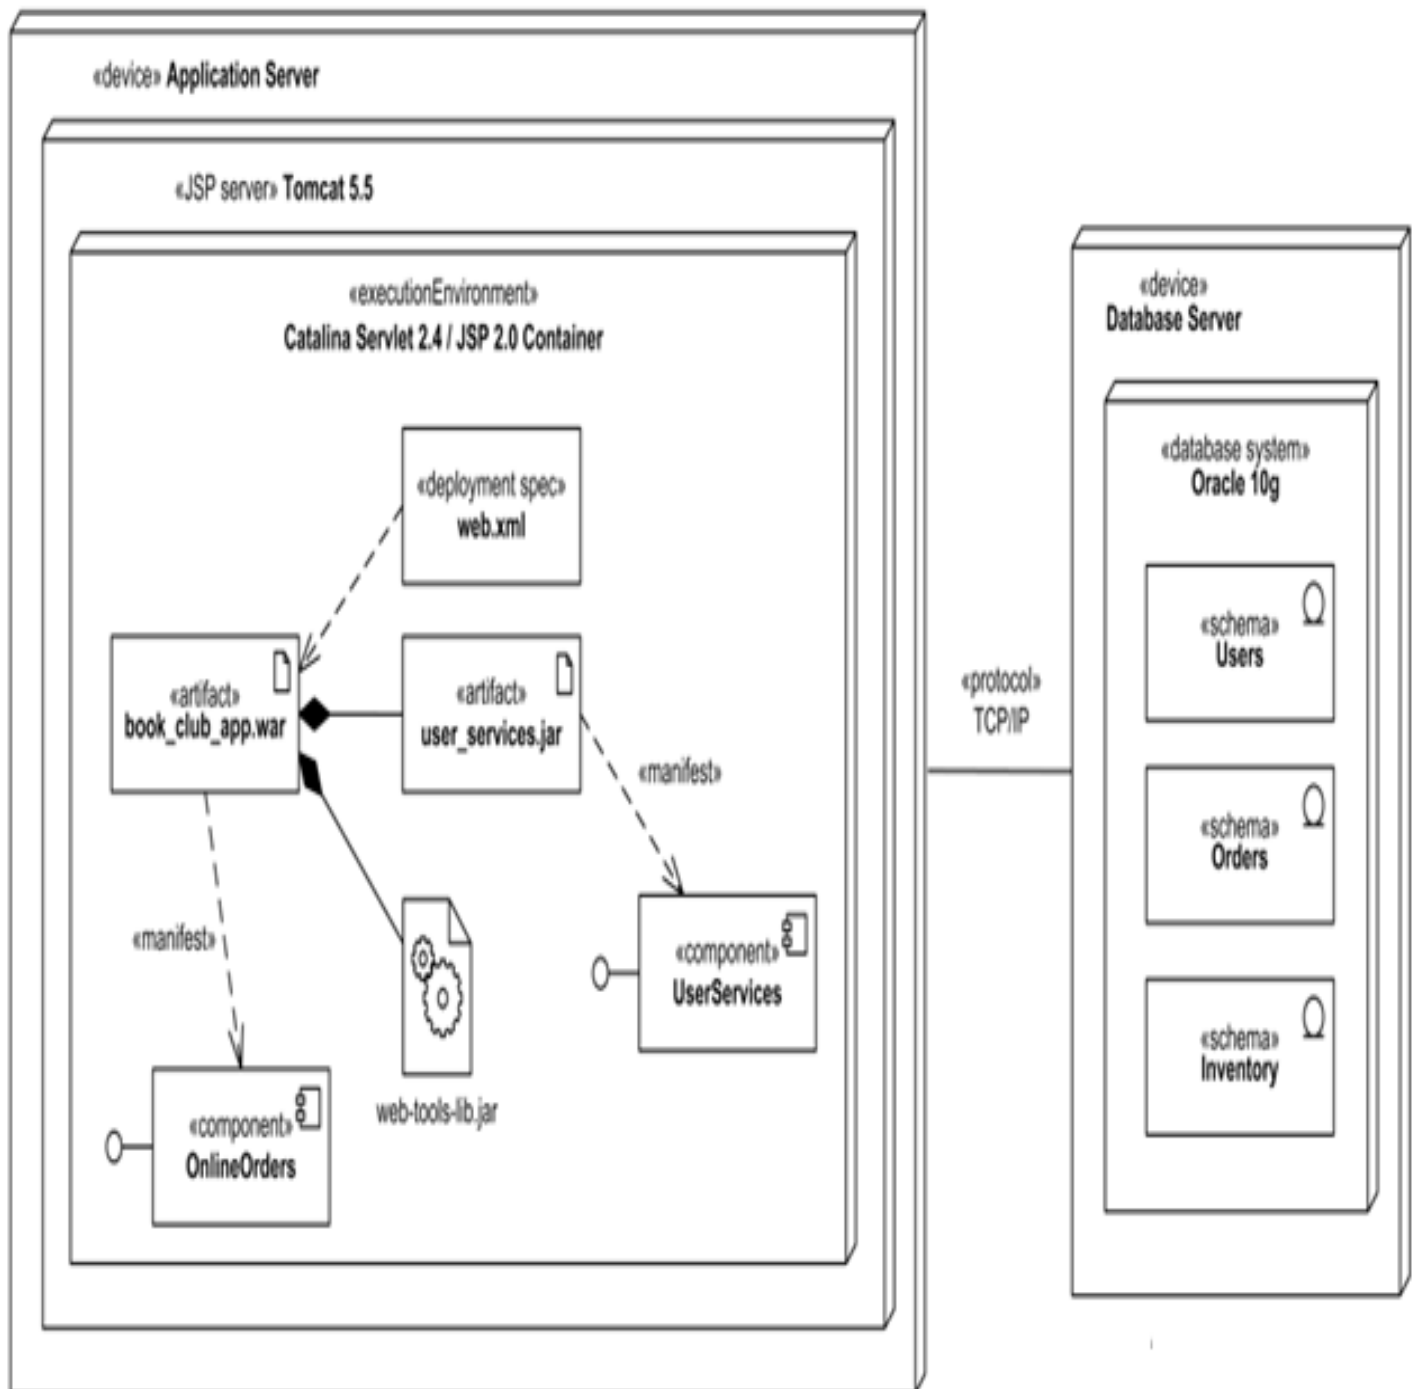 «device» Application Server
«JSP server» Tomcat 5.5
«executionEnvironment»
Catalina Servlet 2.4 / JSP 2.0 Container
«deployment spec»
web.xml
«artifact»
book_club_app.war
«artifact»
user_services.jar
«manifest»
«manifest»
«component»
UserServices
web-tools-lib.jar
«component»
OnlineOrders
«protocol»
TCP/IP
«device»
Database Server
«database system»
Oracle 10g
«schema»
Users
«schema»
Orders
«schema»
Inventory